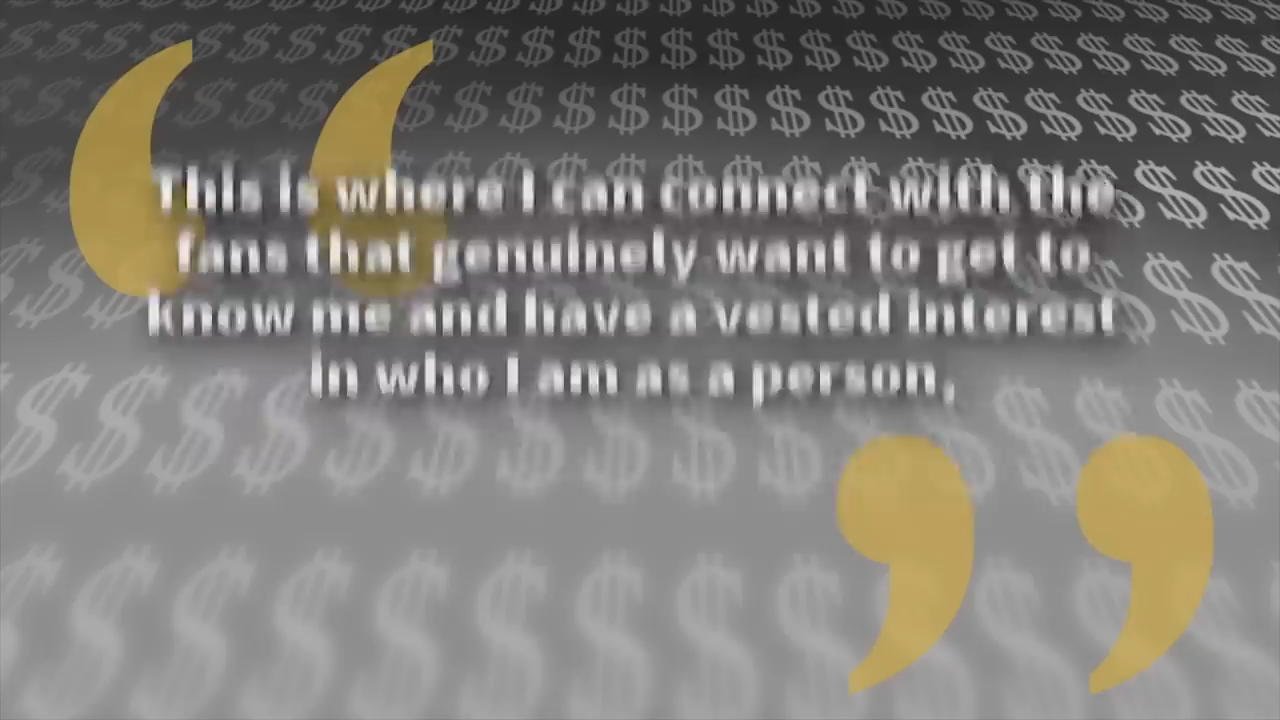 This is where I can connect with the
fans that genuinely want to get to
know me and have a vested interest
in who I am as a person,